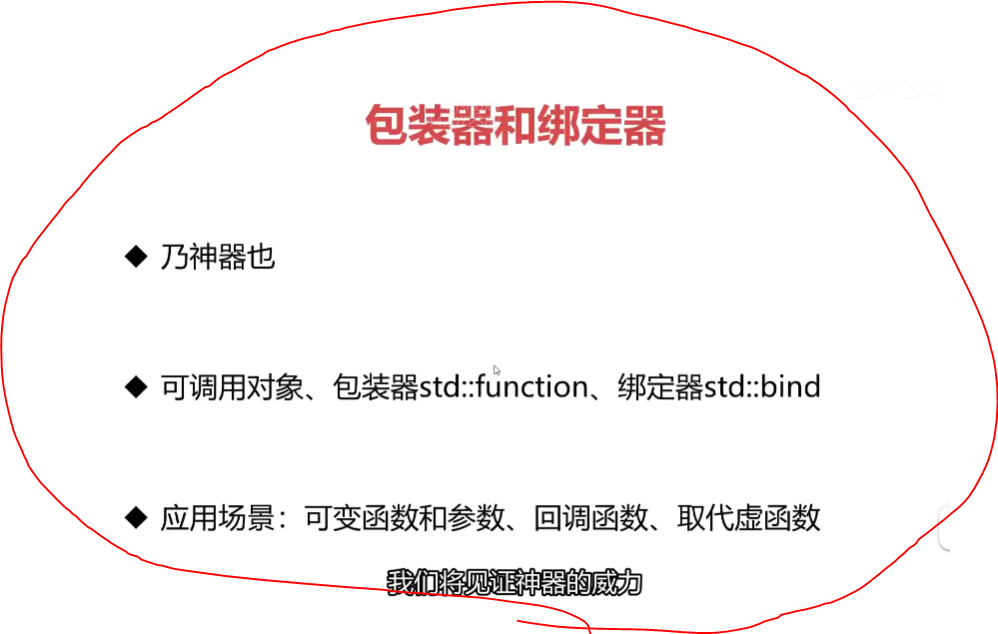 包装器和绑定器
◆ 乃神器也
◆ 可调用对象、包装器std::function、绑定器std::bind
◆ 应用场景：可变函数和参数、回调函数、取代虚函数
我们将见证神器的威力